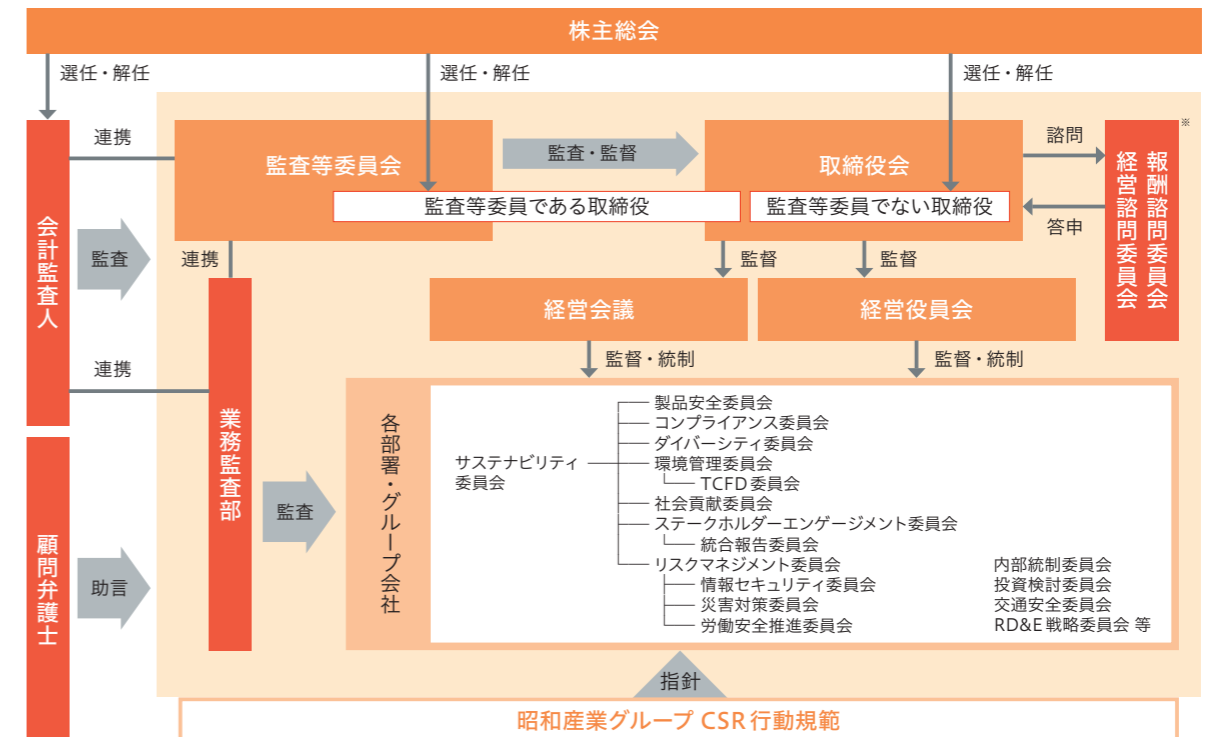 株主総会
選任・解任
選任・解任
選任・解任
連携
監査等委員会
監査・監督
取締役会
諮問
答申
※
報酬諮問委員会
経営諮問委員会
監査等委員である取締役
監査等委員でない取締役
会計監査人
監査
連携
監督
監督
経営会議
経営役員会
連携
監督・統制
監督・統制
業務監査部
監査
各部署・グループ会社
サステナビリティ
委員会
製品安全委員会
コンプライアンス委員会
ダイバーシティ委員会
環境管理委員会
TCFD委員会
社会貢献委員会
ステークホルダーエンゲージメント委員会
統合報告委員会
リスクマネジメント委員会
情報セキュリティ委員会
災害対策委員会
労働安全推進委員会
内部統制委員会
投資検討委員会
交通安全委員会
RD&E戦略委員会 等
顧問弁護士
助言
指針
昭和産業グループ CSR行動規範